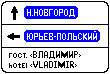 Н.НОВГОРОД
ЮРЬЕВ-ПОЛЬСКИЙ
ГОСТ. <ВЛАДИМИР>
HOTEL <VLADIMIR>